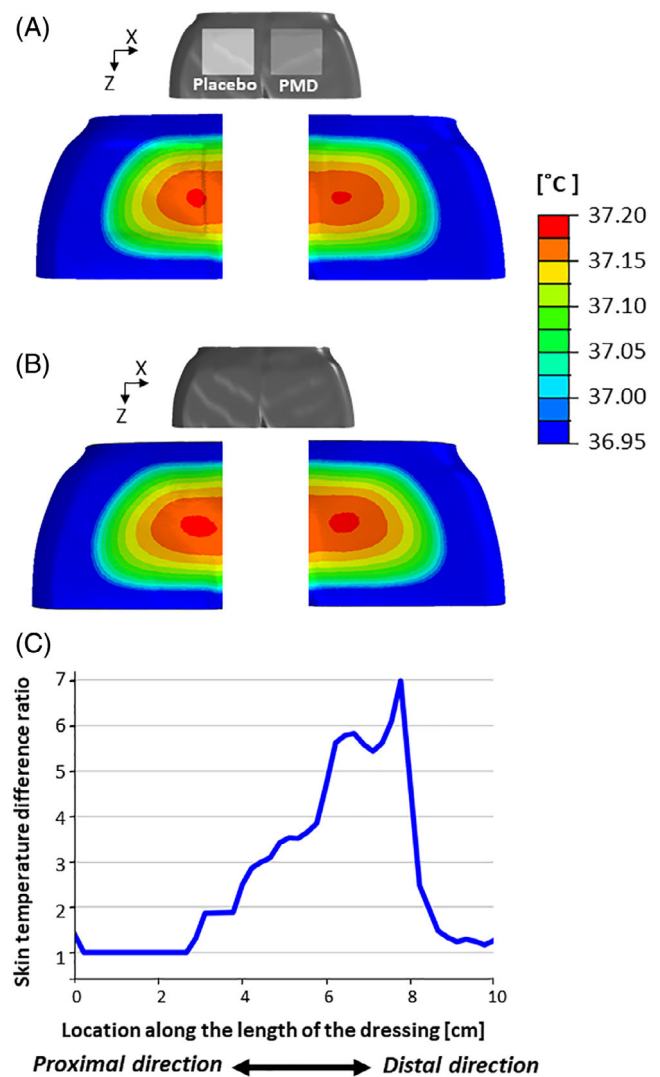 (A)
X
Z
Placebo
PMD
[˚C]
37.20
37.15
37.10
37.05
37.00
36.95
(B)
X
Z
(C)
Skin temperature difference ratio
7
6
5
4
3
2
1
0
2
4
6
8
10
Location along the length of the dressing [cm]
Proximal direction
Distal direction